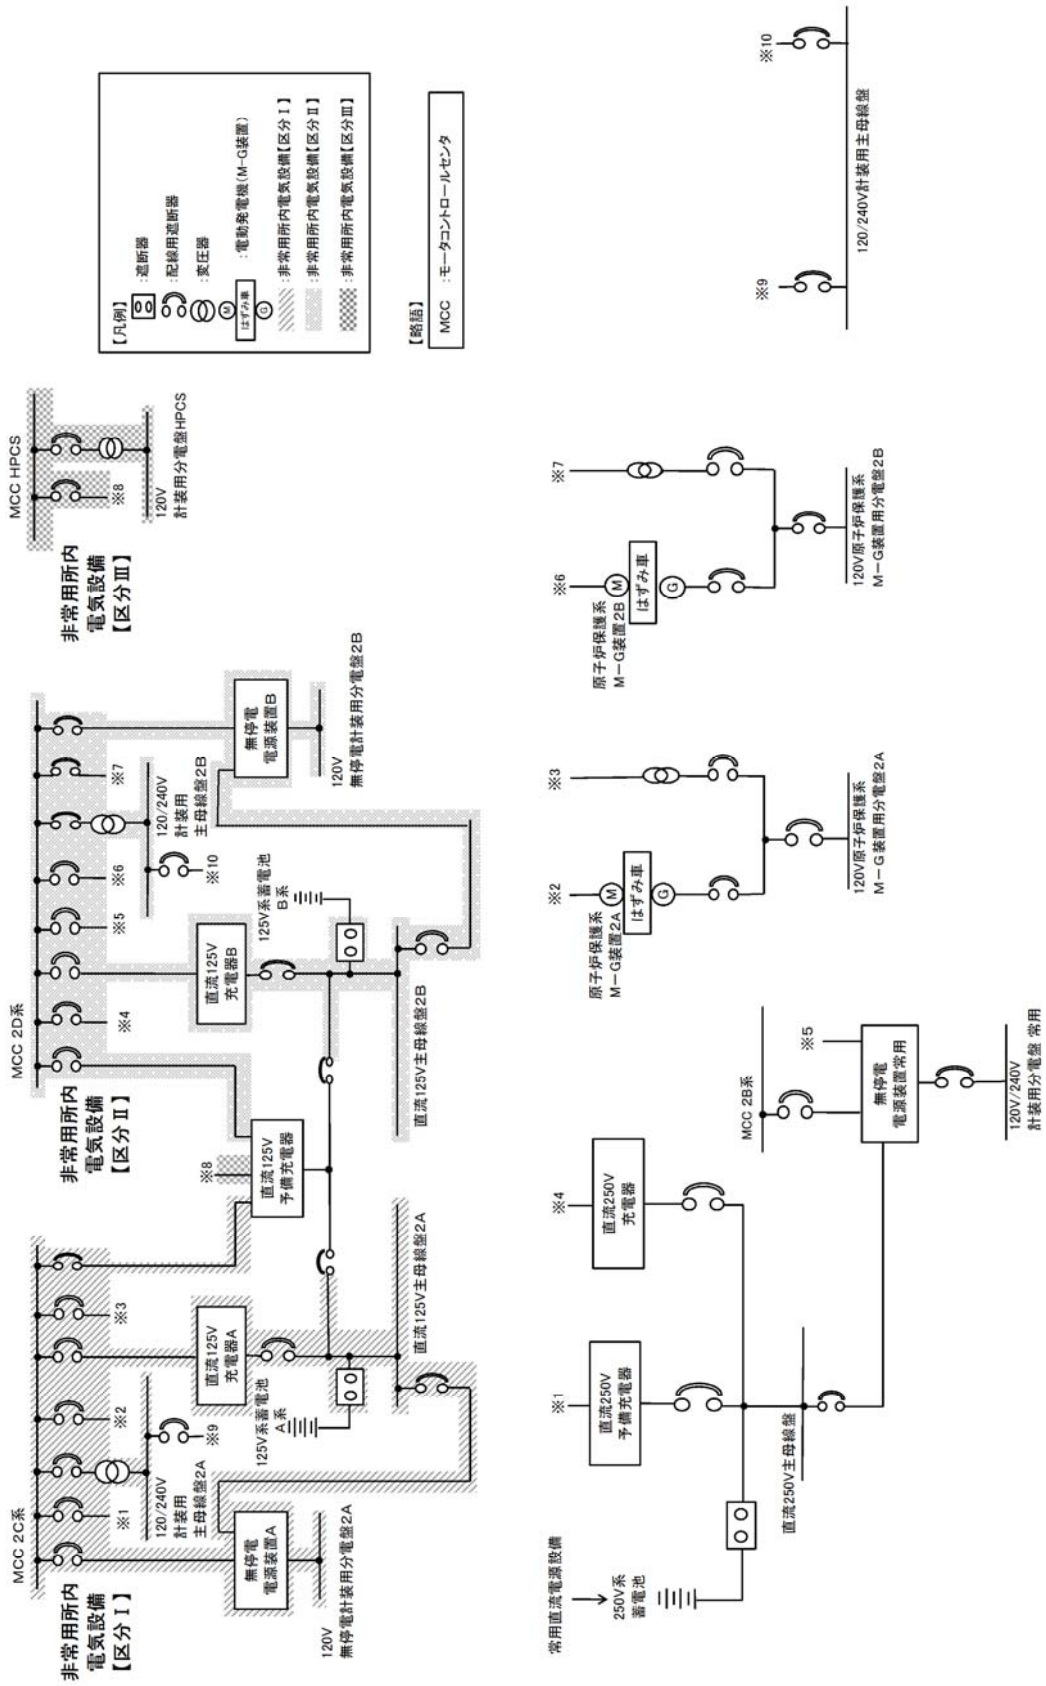 非常用所内
電気設備
【区分Ⅰ】
MCC 2C系
※1
※2
※3
120/240V
計装用
主母線盤2A
※9
無停電
電源装置A
120V
無停電計装用分電盤2A
直流125V
充電器A
125V系蓄電池
A系
直流125V主母線盤2A
※8
直流125V
予備充電器
非常用所内
電気設備
【区分Ⅱ】
MCC 2D系
※4
※5
※6
※7
直流125V
充電器B
125V系蓄電池
B系
120/240V
計装用
主母線盤2B
※10
無停電
電源装置B
120V
無停電計装用分電盤2B
直流125V主母線盤2B
非常用所内
電気設備
【区分Ⅲ】
MCC HPCS
※8
120V
計装用分電盤HPCS
【凡例】
:遮断器
:配線用遮断器
:変圧器
M
はずみ車
G
:電動発電機(M-G装置)
:非常用所内電気設備【区分Ⅰ】
:非常用所内電気設備【区分Ⅱ】
:非常用所内電気設備【区分Ⅲ】
【略語】
MCC :モータコントロールセンタ
常用直流電源設備
250V系
蓄電池
※1
直流250V
予備充電器
※4
直流250V
充電器
直流250V主母線盤
MCC 2B系
※5
無停電
電源装置常用
120V/240V
計装用分電盤 常用
※2
原子炉保護系
M-G装置2A
M
はずみ車
G
※3
120V原子炉保護系
M-G装置用分電盤2A
※6
原子炉保護系
M-G装置2B
M
はずみ車
G
※7
120V原子炉保護系
M-G装置用分電盤2B
※9
※10
120/240V計装用主母線盤